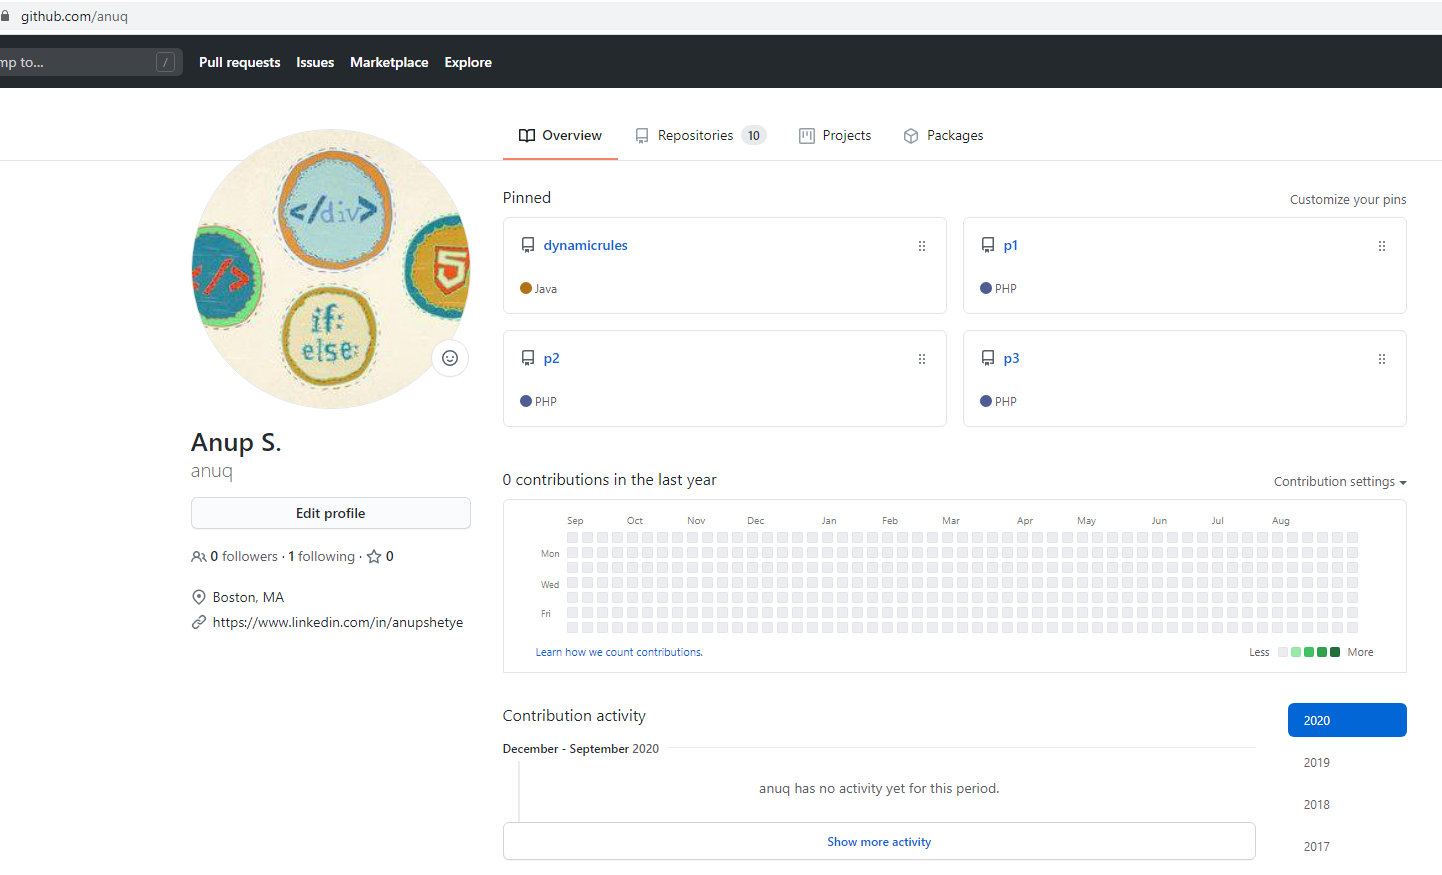 github.com/anuq
mp to... /
Pull requests Issues Marketplace Explore
Overview Repositories 10 Projects Packages
</div>
</>
5
if:
else:
Anup S.
anuq
Edit profile
0 followers · 1 following · 0
Boston, MA
https://www.linkedin.com/in/anupshetye
Pinned Customize your pins
dynamicrules
Java
p1
PHP
p2
PHP
p3
PHP
0 contributions in the last year Contribution settings
Sep Oct Nov Dec Jan Feb Mar Apr May Jun Jul Aug
Mon
Wed
Fri
Learn how we count contributions. Less More
Contribution activity
December - September 2020
anuq has no activity yet for this period.
Show more activity
2020
2019
2018
2017